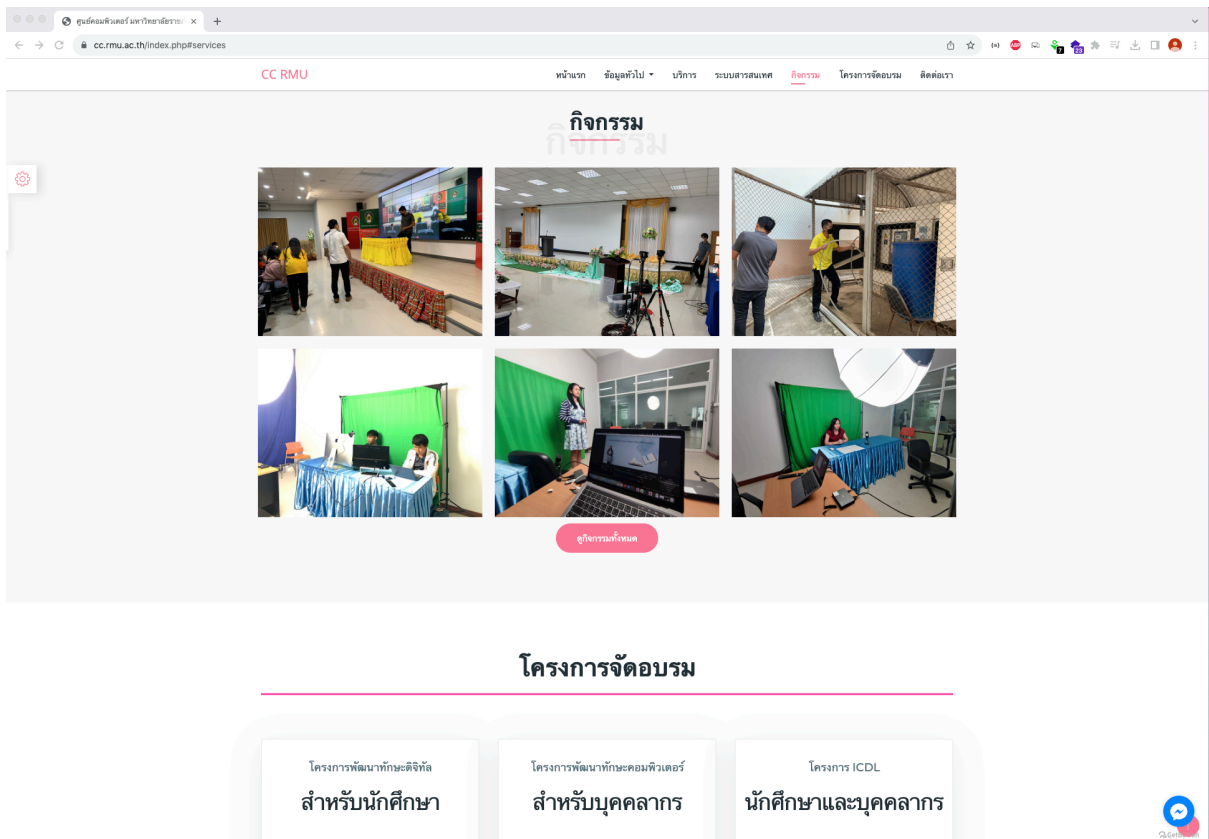 ศูนย์คอมพิวเตอร์ มหาวิทยาลัยราช
cc.rmu.ac.th/index.php#services
ABP
7
23
CC RMU
หน้าแรก ข้อมูลทั่วไป บริการ ระบบสารสนเทศ กิจกรรม โครงการจัดอบรม ติดต่อเรา
กิจกรรม
กิจกรรม
ดูกิจกรรมทั้งหมด
โครงการจัดอบรม
โครงการพัฒนาทักษะดิจิทัล
สำหรับนักศึกษา
โครงการพัฒนาทักษะคอมพิวเตอร์
สำหรับบุคคลากร
โครงการ ICDL
นักศึกษาและบุคคลากร